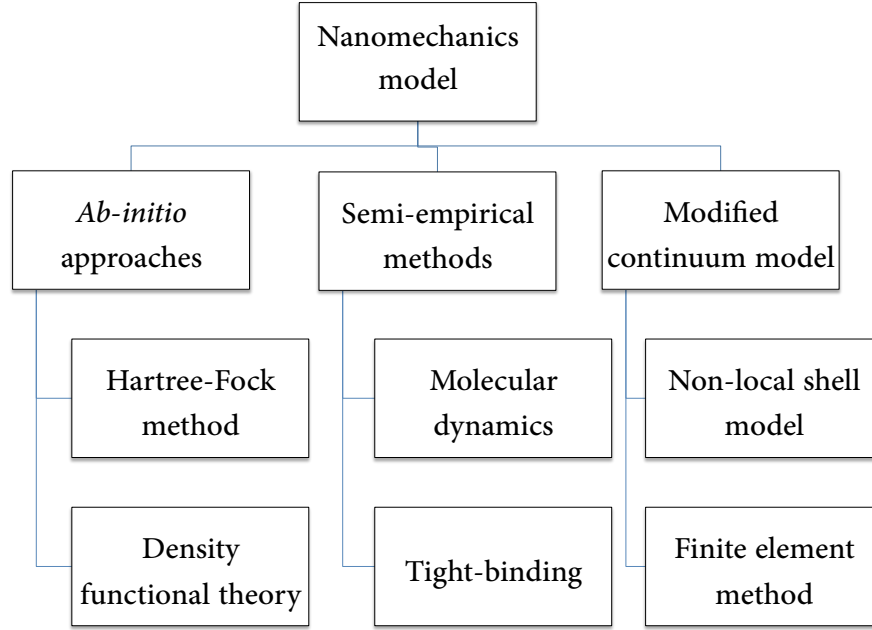 Nanomechanics
model
Ab-initio
approaches
Semi-empirical
methods
Modified
continuum model
Hartree-Fock
method
Molecular
dynamics
Non-local shell
model
Density
functional theory
Tight-binding
Finite element
method